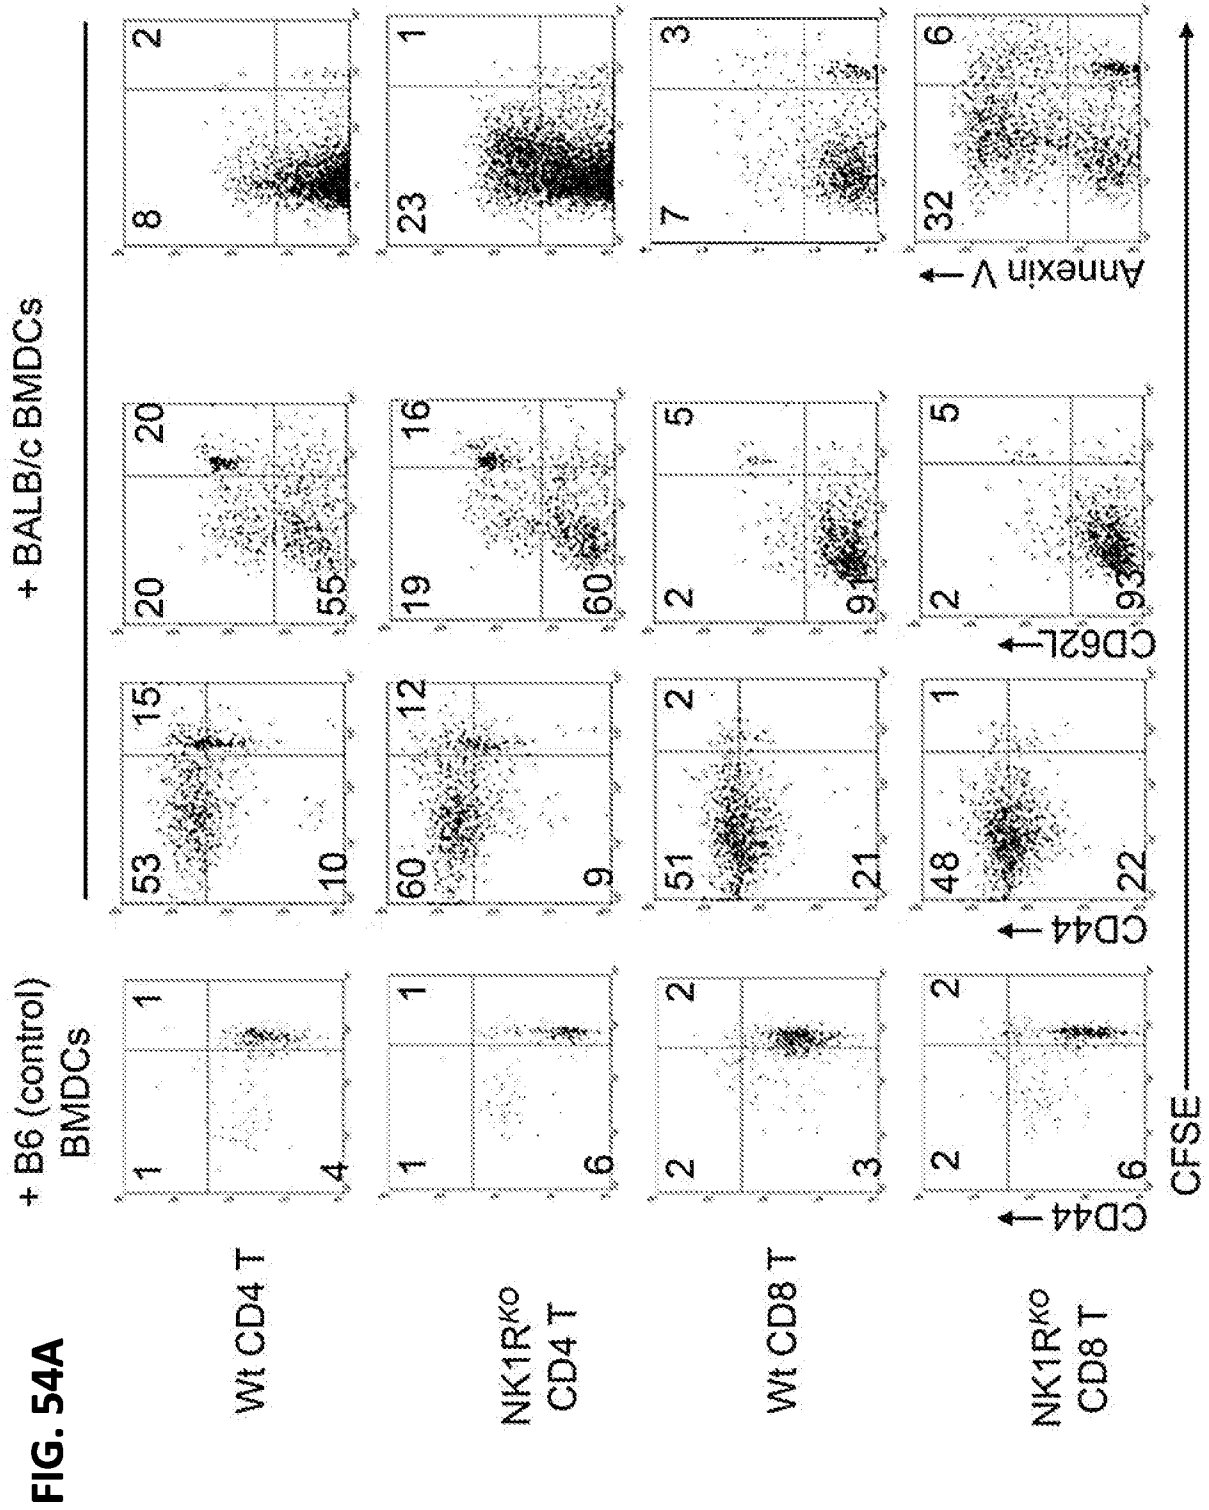 FIG. 54A
+ B6 (control)
BMDCs
+ BALB/c BMDCs
Wt CD4 T
1 1
4
53 15
10
20 20
55
8 2
NK1R^KO
CD4 T
1 1
6
60 12
9
19 16
60
23 1
Wt CD8 T
2 2
3
51 2
21
2 5
91
7 3
NK1R^KO
CD8 T
2 2
6
48 1
22
2 5
93
32 6
CD44
CD44
CD62L
Annexin V
CFSE